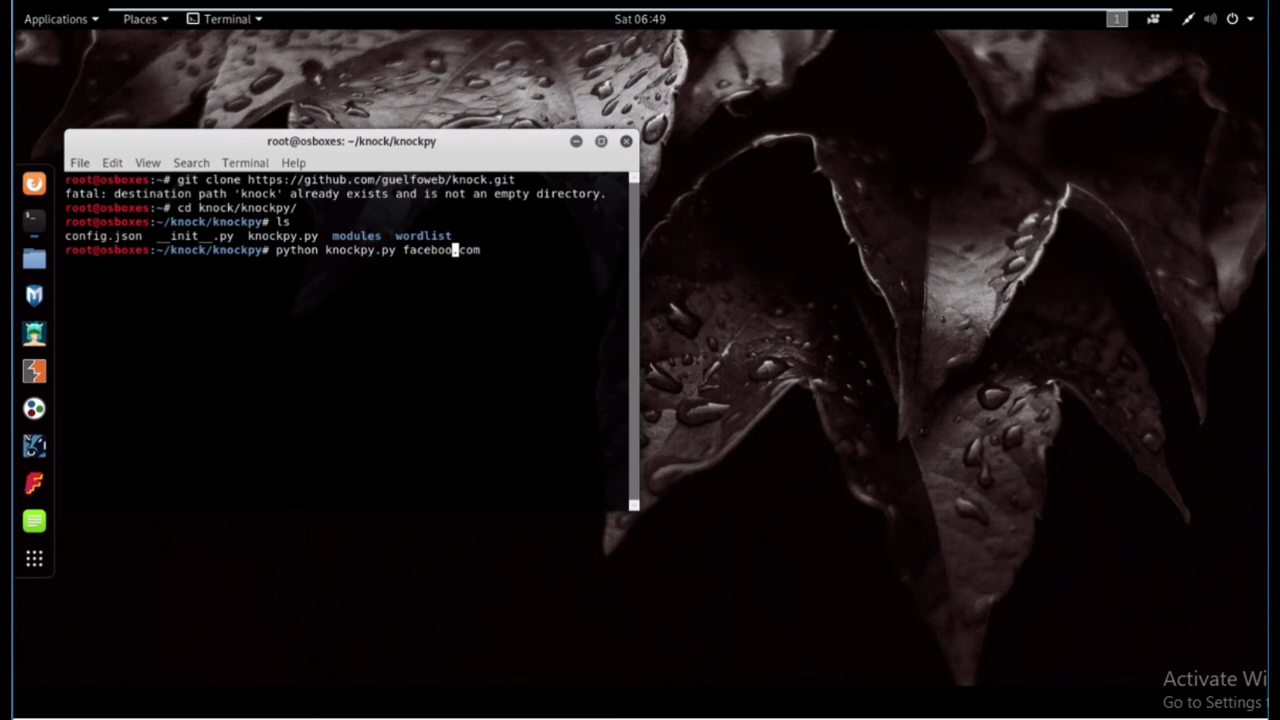 Applications Places Terminal Sat 06:49 1
root@osboxes: ~/knock/knockpy
File Edit View Search Terminal Help
root@osboxes:~# git clone https://github.com/guelfoweb/knock.git
fatal: destination path 'knock' already exists and is not an empty directory.
root@osboxes:~# cd knock/knockpy/
root@osboxes:~/knock/knockpy# ls
config.json __init__.py knockpy.py modules wordlist
root@osboxes:~/knock/knockpy# python knockpy.py faceboo.com
Activate Wi
Go to Settings